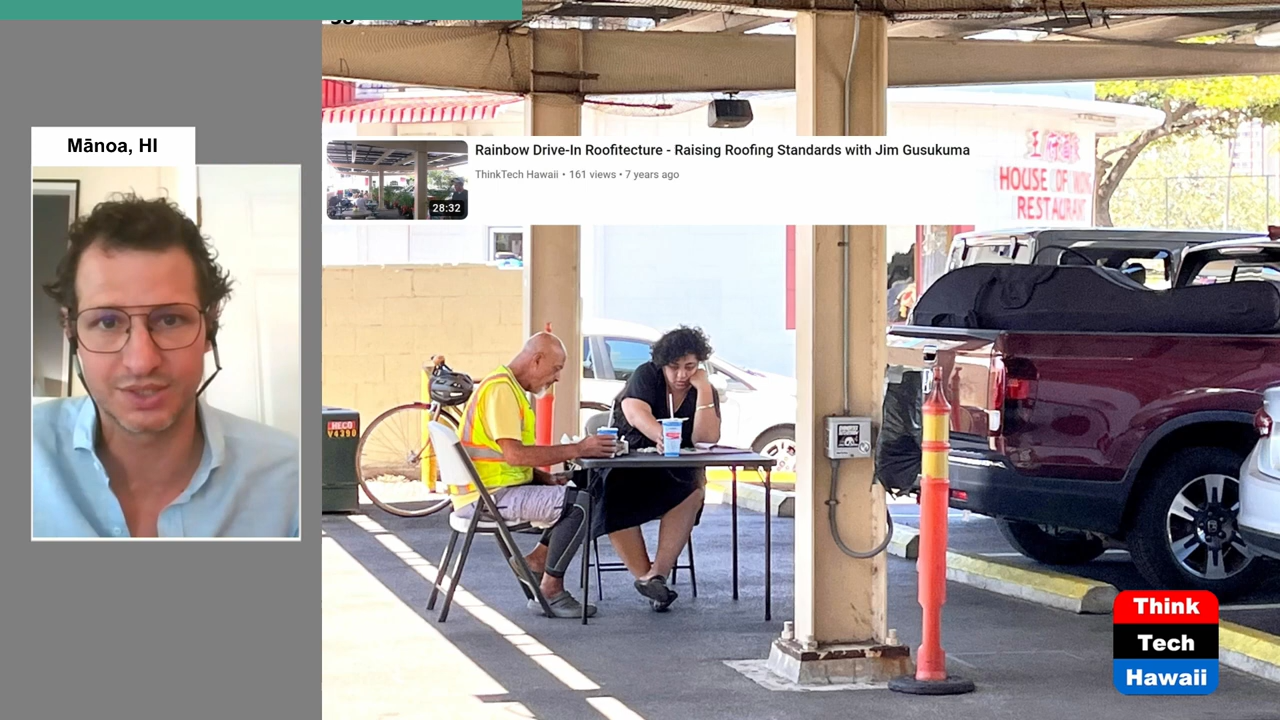 Mānoa, HI
Rainbow Drive-In Roofitecture - Raising Roofing Standards with Jim Gusukuma
ThinkTech Hawaii • 161 views • 7 years ago
28:32
HOUSE OF
RESTAURANT
HECO
V4390
Think
Tech
Hawaii